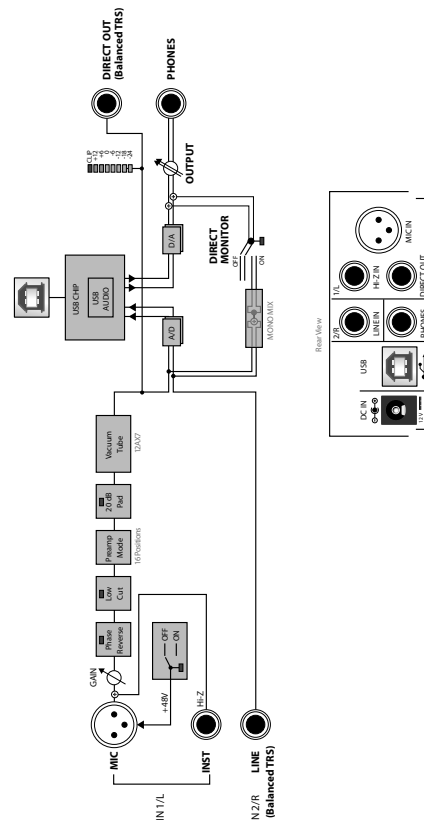 IN 1/L
MIC
INST
Hi-Z
+48V
OFF
ON
GAIN
Phase
Reverse
Low
Cut
Preamp
Mode
16 Positions
20 dB
Pad
Vacuum
Tube
12AX7
N 2/R
LINE
(Balanced TRS)
A/D
MONO MIX
USB CHIP
USB
AUDIO
D/A
DIRECT
MONITOR
OFF
ON
OUTPUT
CLIP
+12
+6
0
-6
-12
-18
-24
DIRECT OUT
(Balanced TRS)
PHONES
Rear View
DC IN
12 V
USB
2/R
1/L
LINE IN
HI-Z IN
MIC IN
PHONES
DIRECT OUT